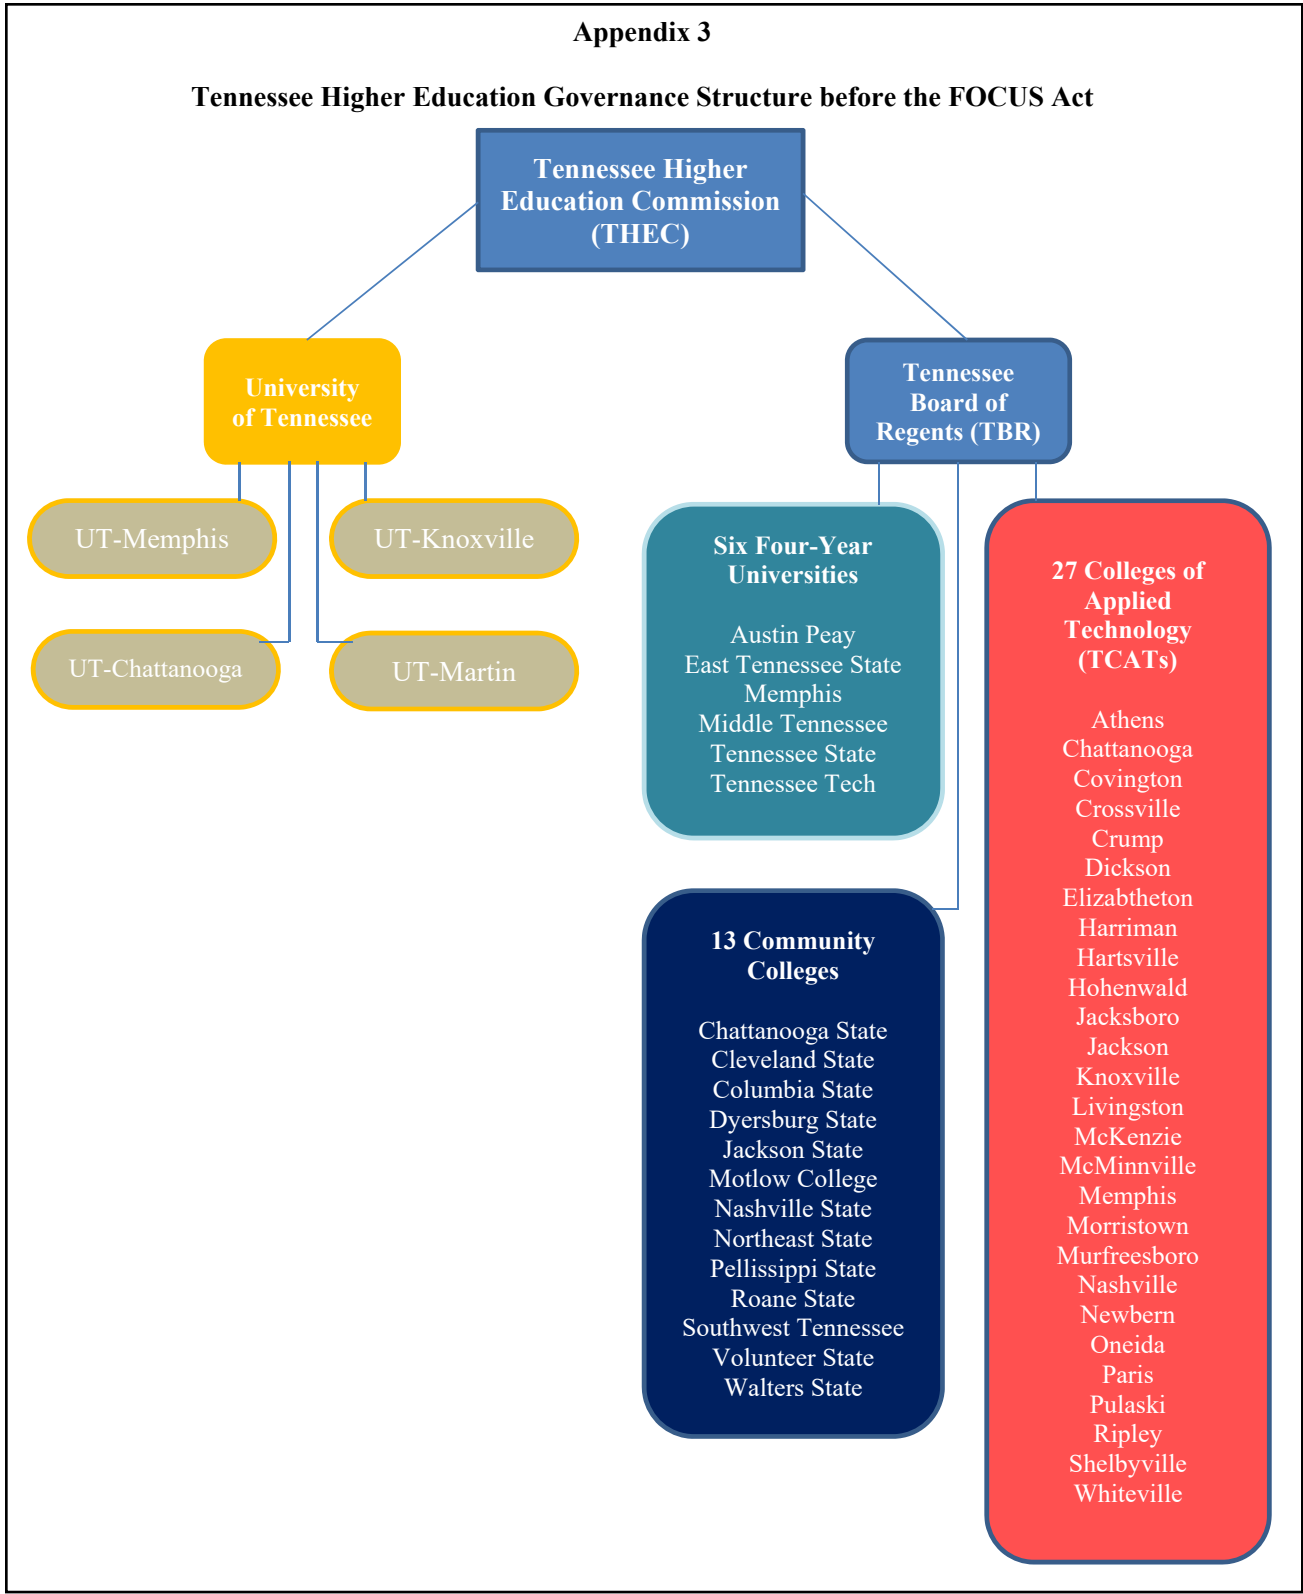 Appendix 3
Tennessee Higher Education Governance Structure before the FOCUS Act
Tennessee Higher
Education Commission
(THEC)
University
of Tennessee
Tennessee
Board of
Regents (TBR)
UT-Memphis
UT-Knoxville
UT-Chattanooga
UT-Martin
Six Four-Year
Universities
Austin Peay
East Tennessee State
Memphis
Middle Tennessee
Tennessee State
Tennessee Tech
13 Community
Colleges
Chattanooga State
Cleveland State
Columbia State
Dyersburg State
Jackson State
Motlow College
Nashville State
Northeast State
Pellissippi State
Roane State
Southwest Tennessee
Volunteer State
Walters State
27 Colleges of
Applied
Technology
(TCATs)
Athens
Chattanooga
Covington
Crossville
Crump
Dickson
Elizabtheton
Harriman
Hartsville
Hohenwald
Jacksboro
Jackson
Knoxville
Livingston
McKenzie
McMinnville
Memphis
Morristown
Murfreesboro
Nashville
Newbern
Oneida
Paris
Pulaski
Ripley
Shelbyville
Whiteville